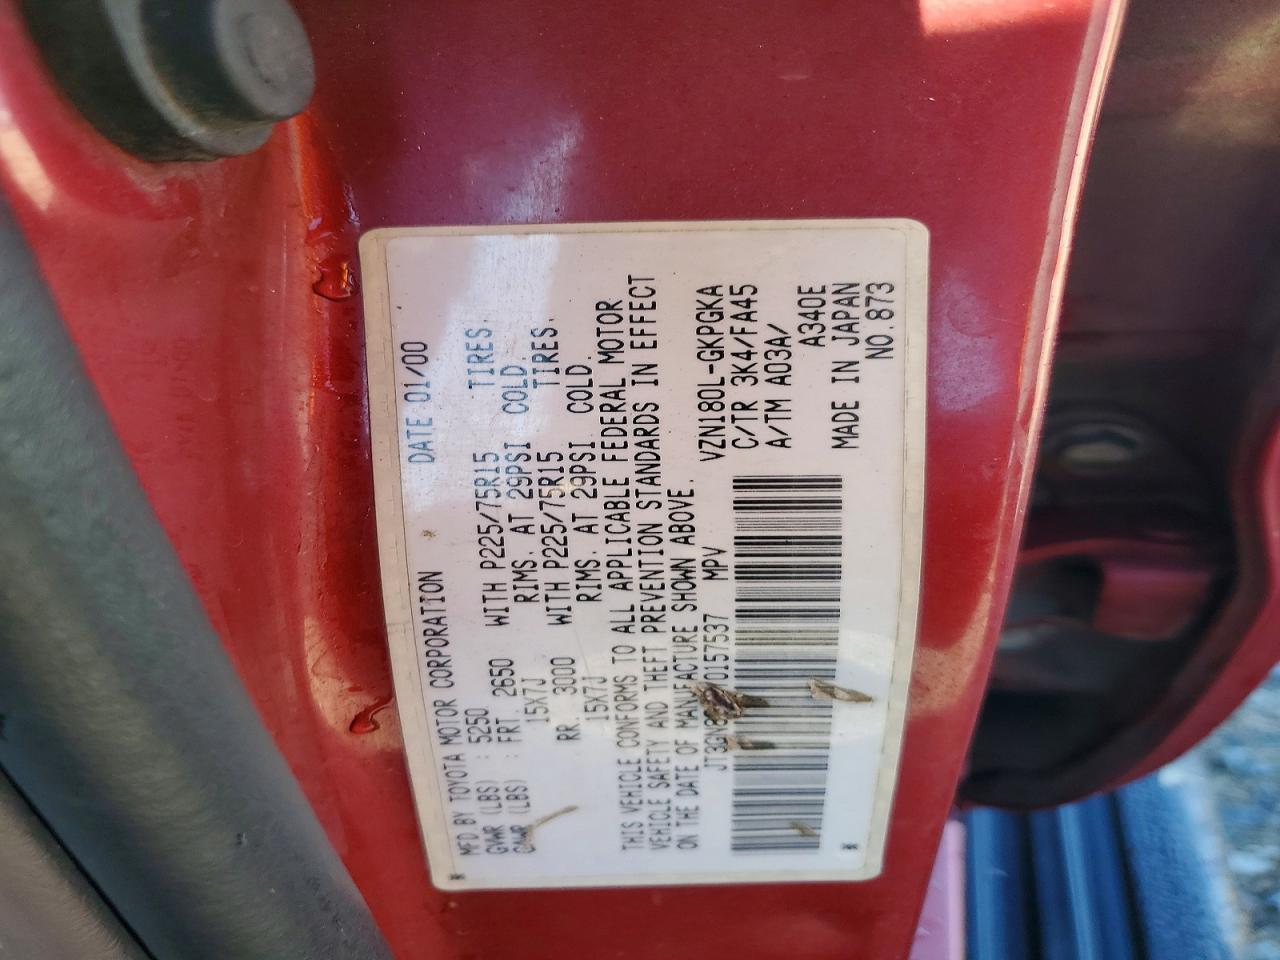 MFD BY TOYOTA MOTOR CORPORATION DATE 01/00
GVWR (LBS) : 5250
GAWR (LBS) : FRT. 2650 WITH P225/75R15 TIRES.
15X7J RIMS. AT 29PSI COLD.
RR. 3000 WITH P225/75R15 TIRES.
15X7J RIMS. AT 29PSI COLD.
THIS VEHICLE CONFORMS TO ALL APPLICABLE FEDERAL MOTOR
VEHICLE SAFETY AND THEFT PREVENTION STANDARDS IN EFFECT
ON THE DATE OF MANUFACTURE SHOWN ABOVE.
0157537 MPV
VZN180L-GKPGKA
C/TR 3K4/FA45
A/TM A03A/
A340E
MADE IN JAPAN
NO.873